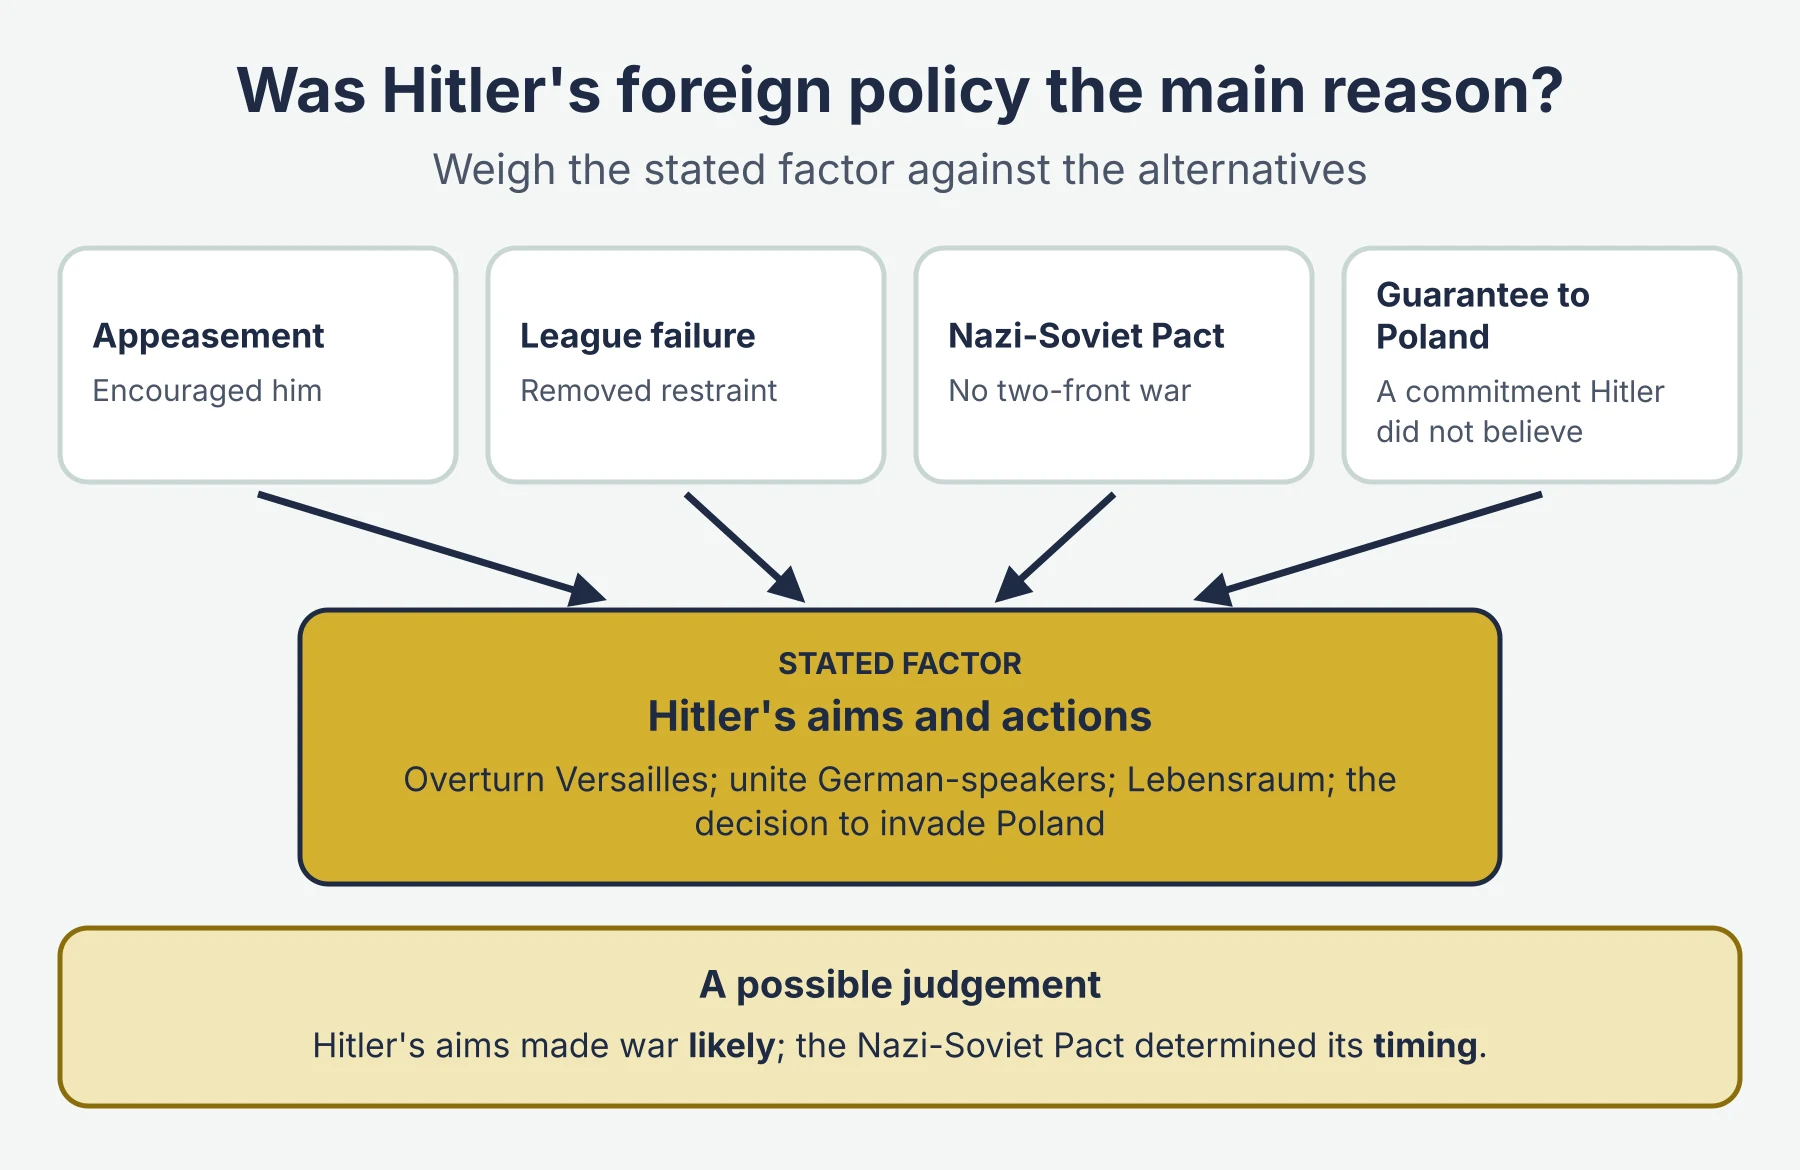 Was Hitler's foreign policy the main reason?
Weigh the stated factor against the alternatives
Appeasement
Encouraged him
League failure
Removed restraint
Nazi-Soviet Pact
No two-front war
Guarantee to
Poland
A commitment Hitler
did not believe
STATED FACTOR
Hitler's aims and actions
Overturn Versailles; unite German-speakers; Lebensraum; the
decision to invade Poland
A possible judgement
Hitler's aims made war likely; the Nazi-Soviet Pact determined its timing.